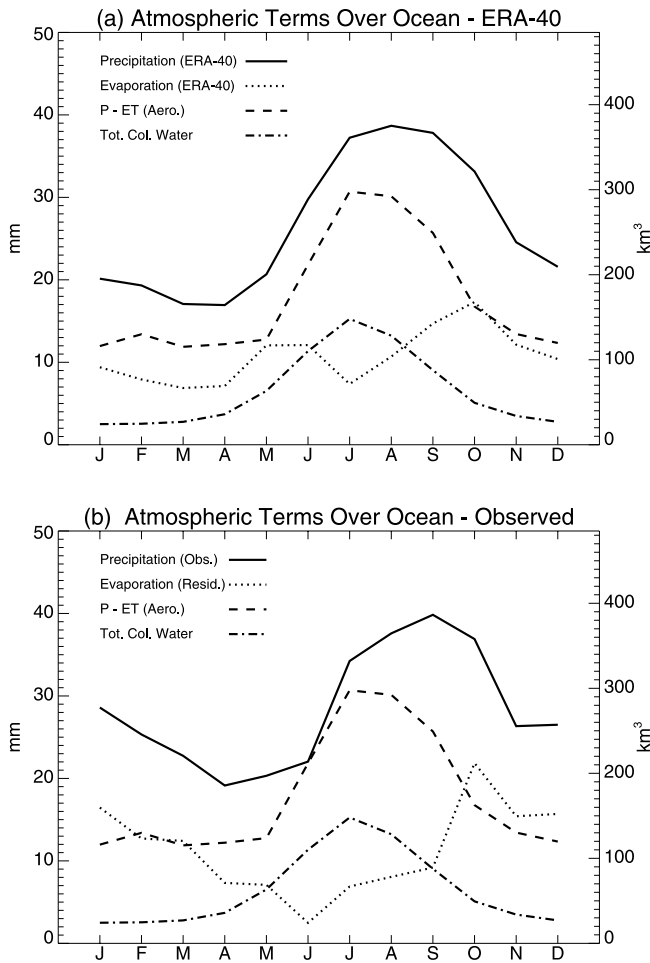 (a) Atmospheric Terms Over Ocean - ERA-40
50
40
30
20
10
0
mm
Precipitation (ERA-40)
Evaporation (ERA-40)
P - ET (Aero.)
Tot. Col. Water
400
300
200
100
0
km³
J F M A M J J A S O N D
(b) Atmospheric Terms Over Ocean - Observed
50
40
30
20
10
0
mm
Precipitation (Obs.)
Evaporation (Resid.)
P - ET (Aero.)
Tot. Col. Water
400
300
200
100
0
km³
J F M A M J J A S O N D